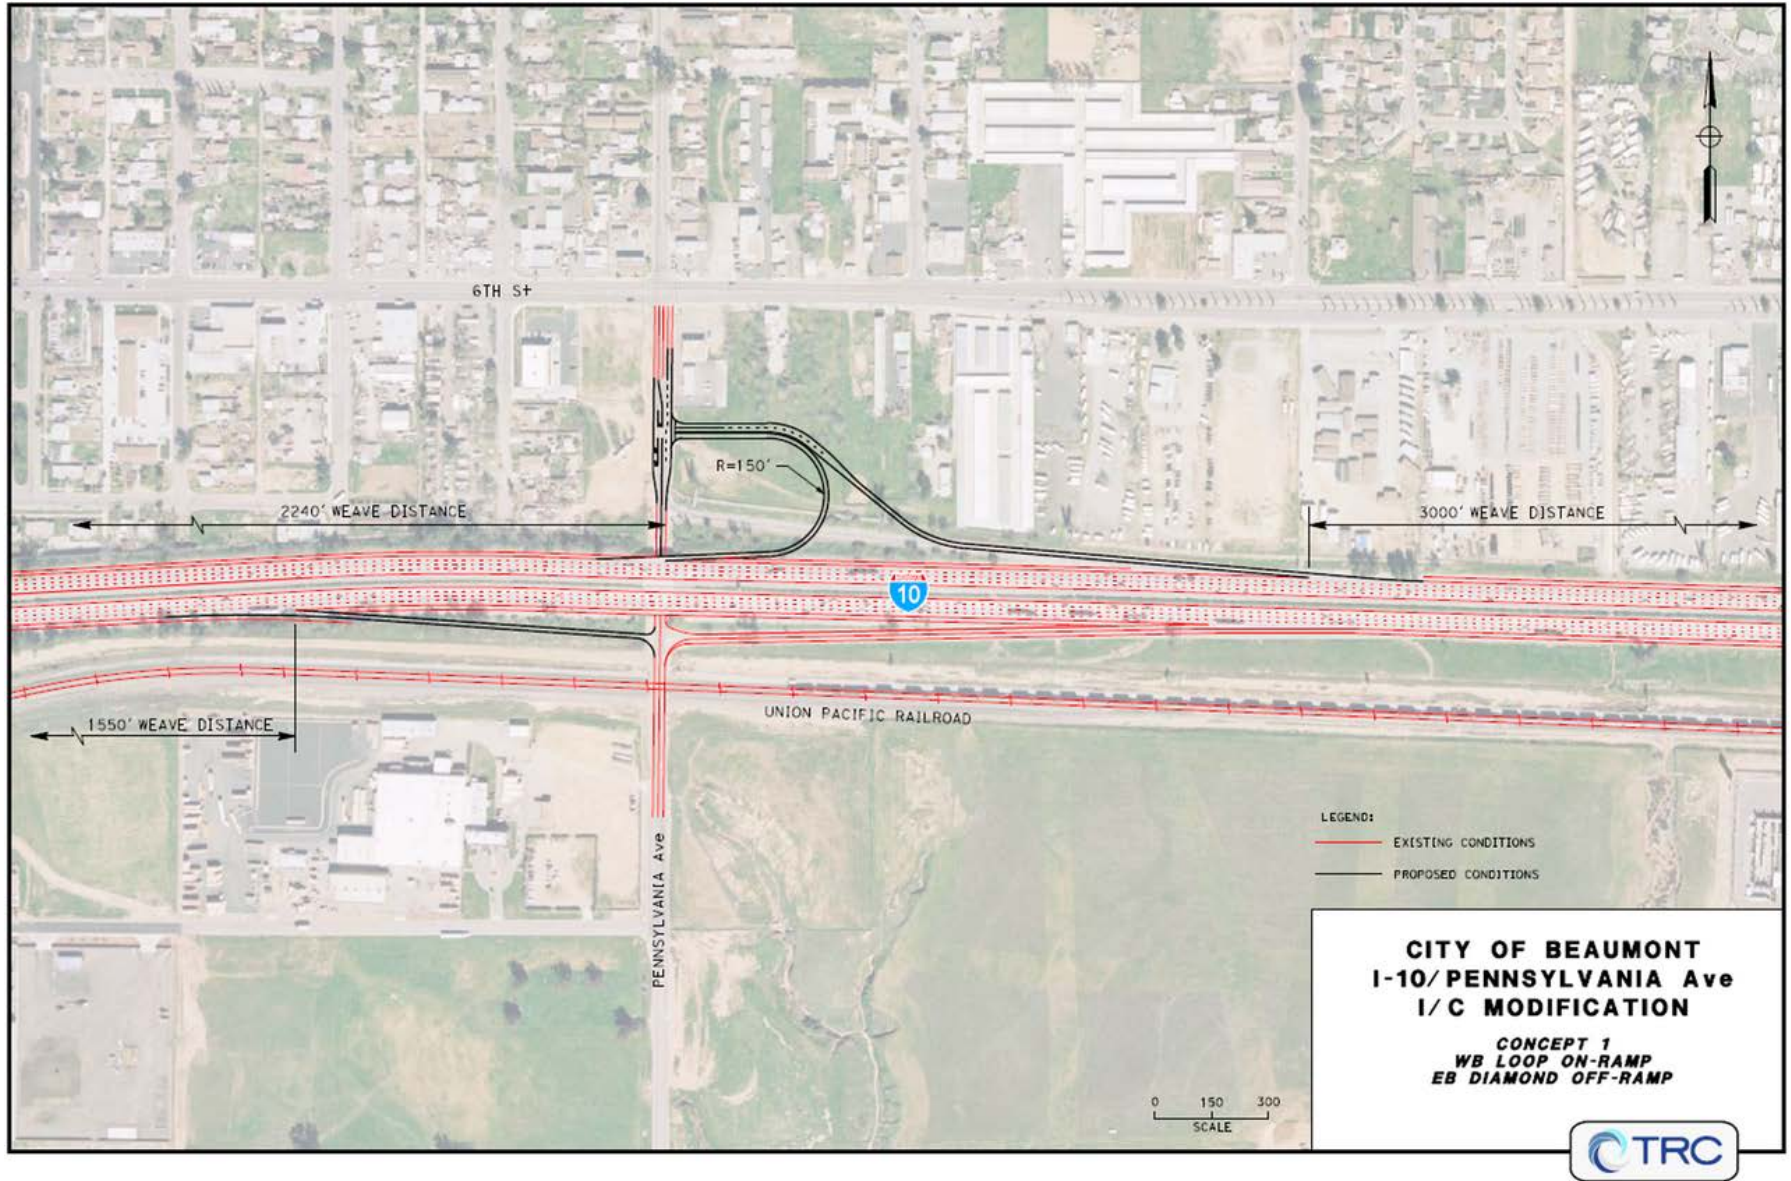 6TH St
R=150'
2240' WEAVE DISTANCE
3000' WEAVE DISTANCE
10
1550' WEAVE DISTANCE
UNION PACIFIC RAILROAD
PENNSYLVANIA Ave
LEGEND:
EXISTING CONDITIONS
PROPOSED CONDITIONS
CITY OF BEAUMONT
I-10/PENNSYLVANIA Ave
I/C MODIFICATION
CONCEPT 1
WB LOOP ON-RAMP
EB DIAMOND OFF-RAMP
0 150 300
SCALE
TRC